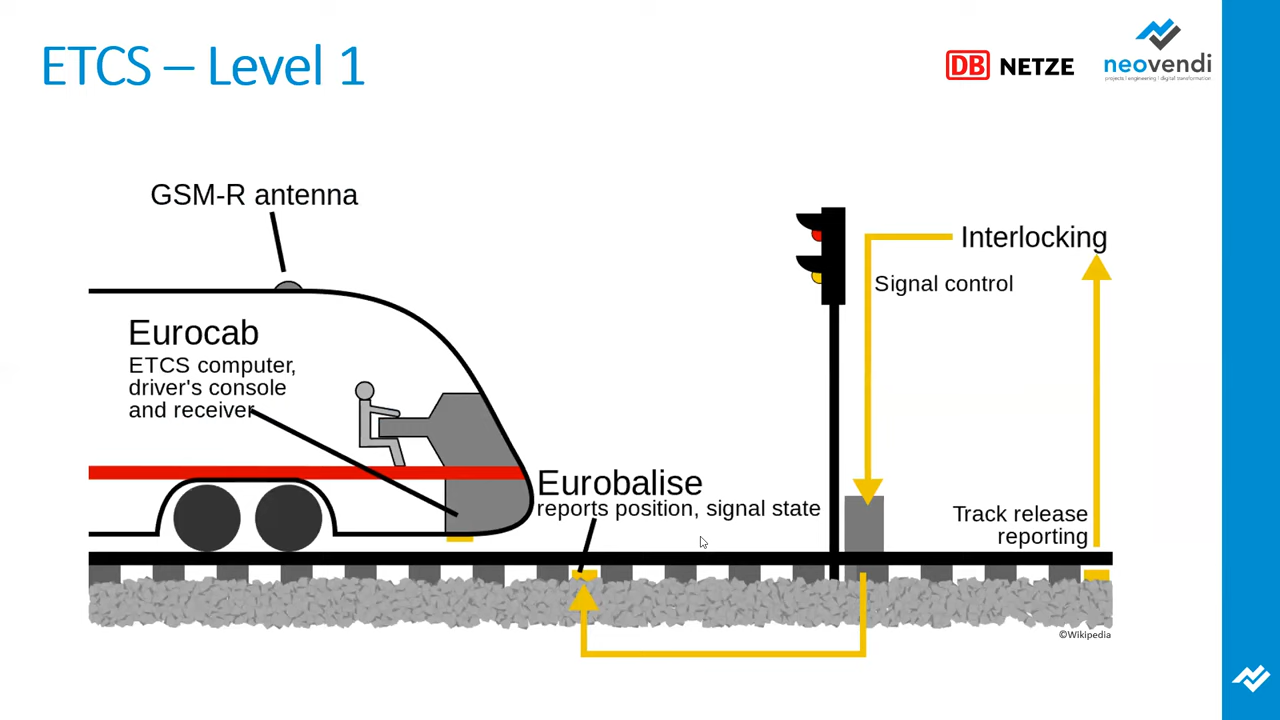 ETCS – Level 1
DB NETZE
neovendi
projects | engineering | digital transformation
GSM-R antenna
Interlocking
Signal control
Eurocab
ETCS computer,
driver's console
and receiver
Eurobalise
reports position, signal state
Track release
reporting
©Wikipedia